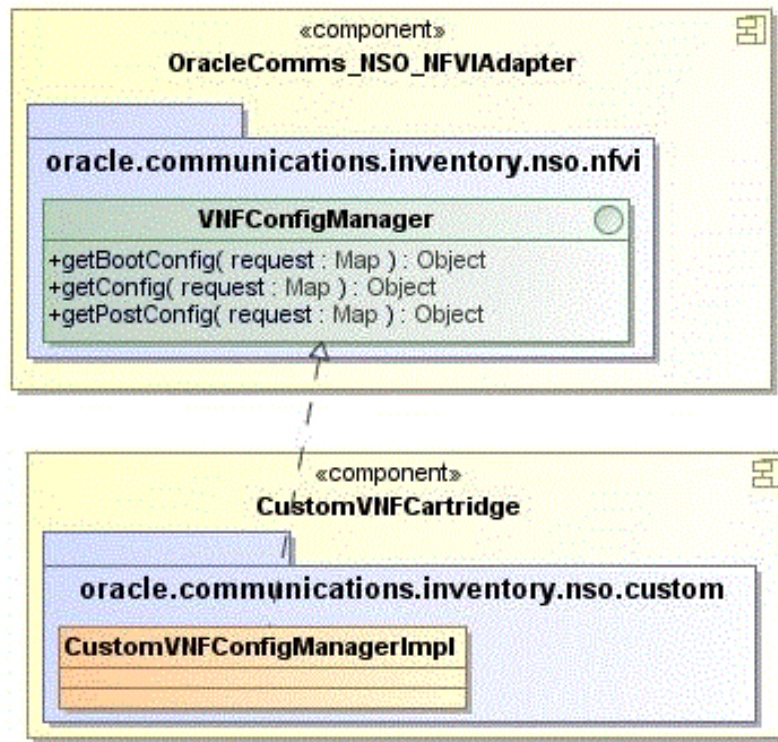 «component»
OracleComms_NSO_NFVIAdapter
oracle.communications.inventory.nso.nfvi
VNFConfigManager
+getBootConfig( request : Map ) : Object
+getConfig( request : Map ) : Object
+getPostConfig( request : Map ) : Object
«component»
CustomVNFCartridge
oracle.communications.inventory.nso.custom
CustomVNFConfigManagerImpl